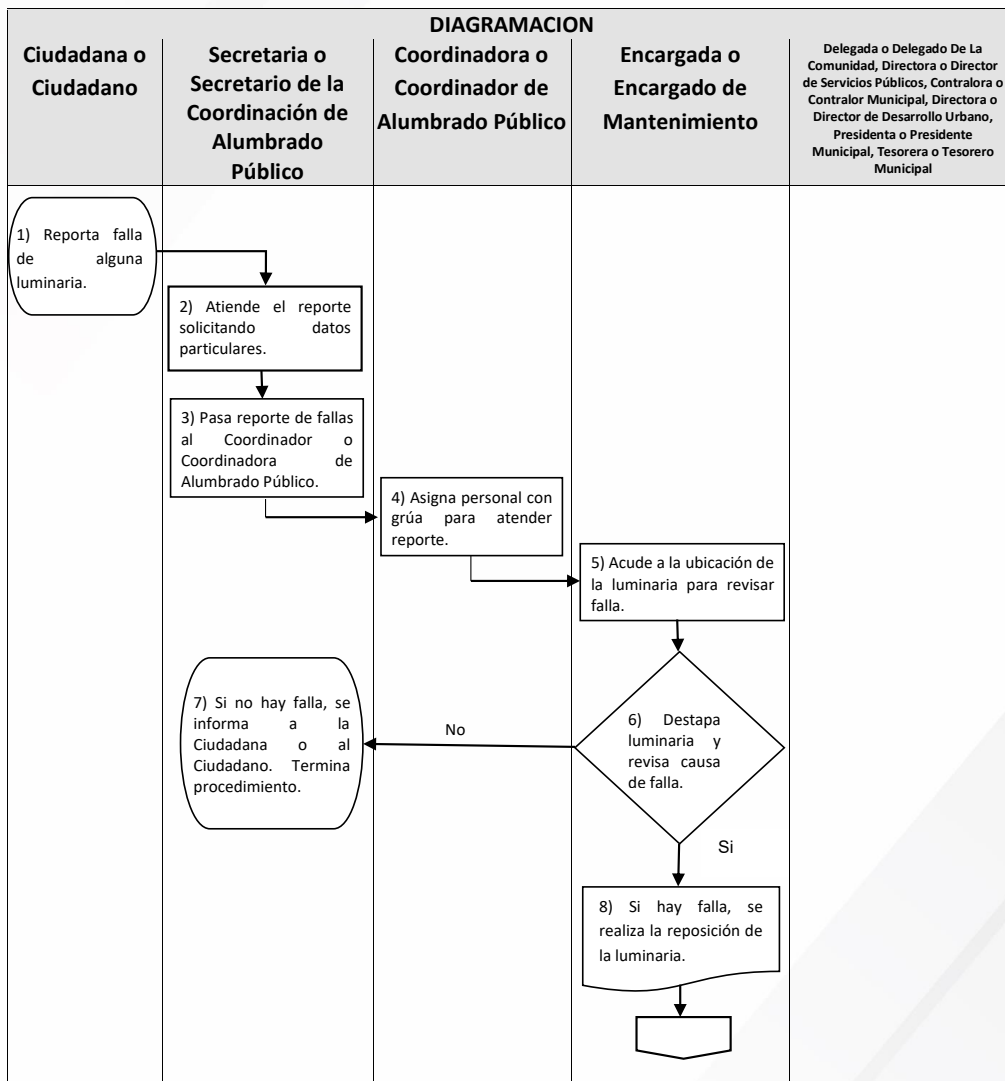 DIAGRAMACION
Ciudadana o
Ciudadano
Secretaria o
Secretario de la
Coordinación de
Alumbrado
Público
Coordinadora o
Coordinador de
Alumbrado Público
Encargada o
Encargado de
Mantenimiento
Delegada o Delegado De La
Comunidad, Directora o Director
de Servicios Públicos, Contralora o
Contralor Municipal, Directora o
Director de Desarrollo Urbano,
Presidenta o Presidente
Municipal, Tesorera o Tesorero
Municipal
1) Reporta falla
de alguna
luminaria.
2) Atiende el reporte
solicitando datos
particulares.
3) Pasa reporte de fallas
al Coordinador o
Coordinadora de
Alumbrado Público.
4) Asigna personal con
grúa para atender
reporte.
5) Acude a la ubicación de
la luminaria para revisar
falla.
6) Destapa
luminaria y
revisa causa
de falla.
No
7) Si no hay falla, se
informa a la
Ciudadana o al
Ciudadano. Termina
procedimiento.
Si
8) Si hay falla, se
realiza la reposición de
la luminaria.